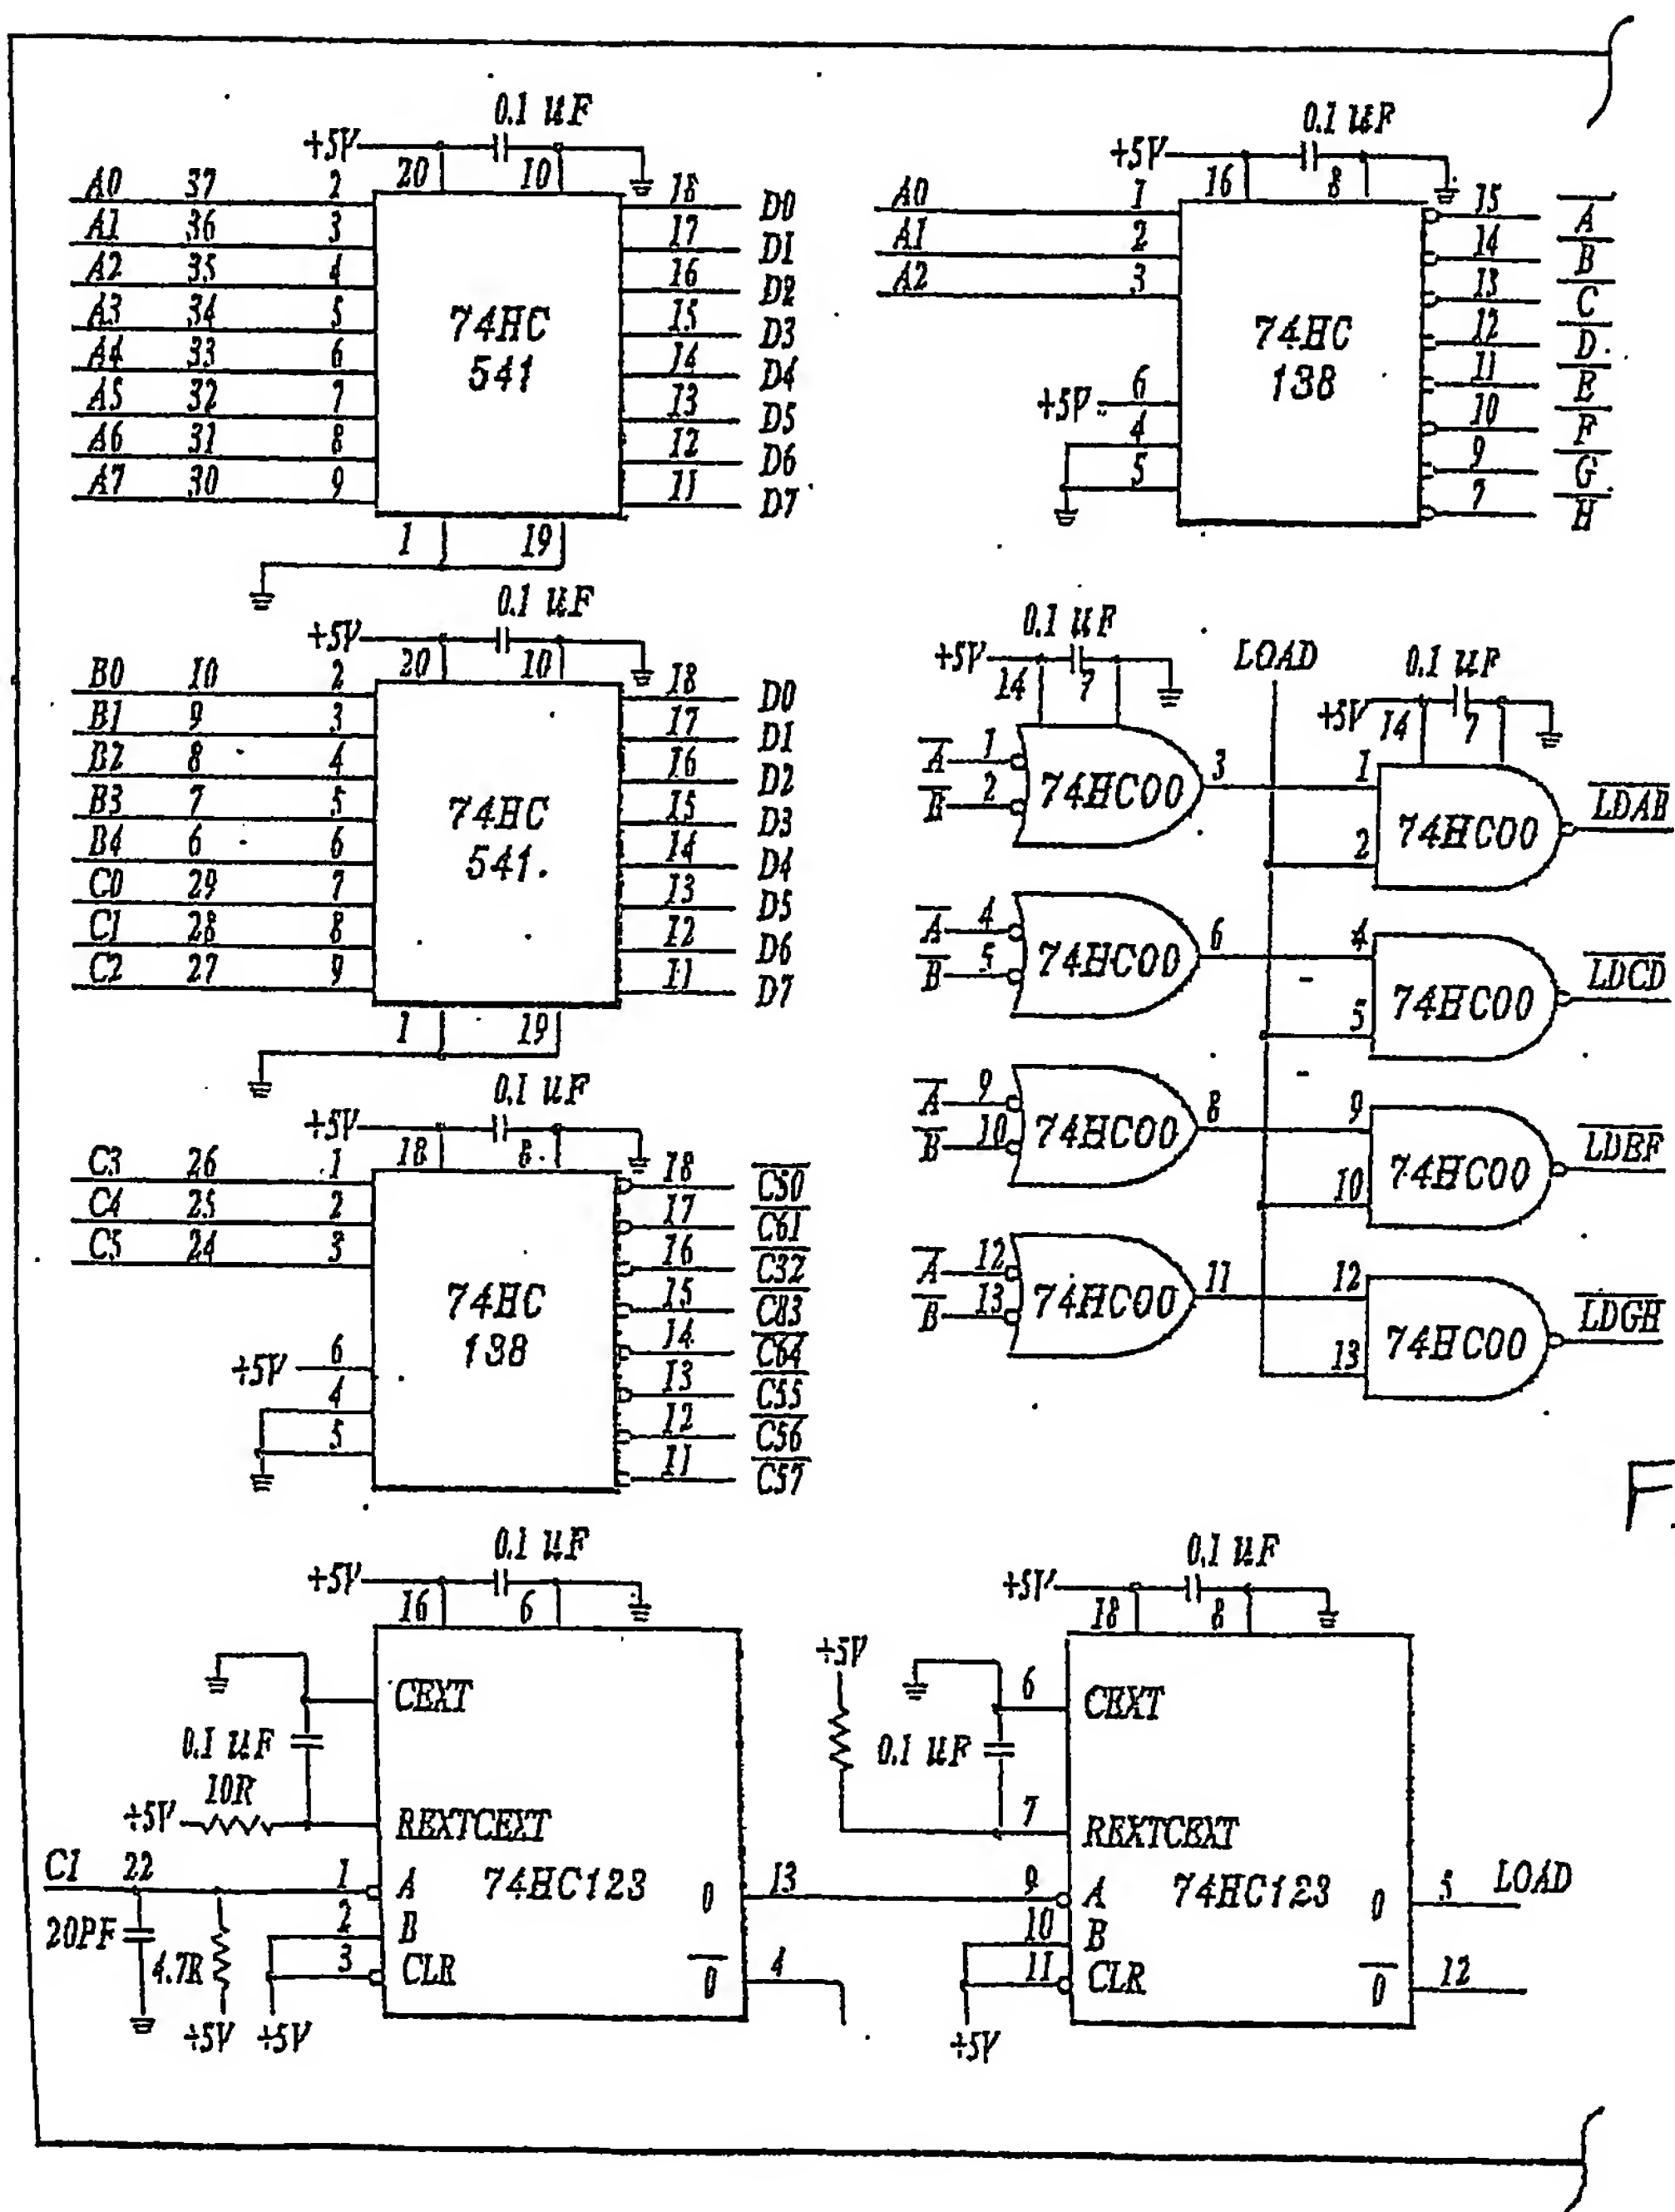 0.1 uF
+5V
20 10
A0 37 2 18 D0
A1 36 3 17 D1
A2 35 4 16 D2
A3 34 5 15 D3
A4 33 6 14 D4
A5 32 7 13 D5
A6 31 8 12 D6
A7 30 9 11 D7
74HC
541
1 19
0.1 uF
+5V
16 8
A0 1 15 A
A1 2 14 B
A2 3 13 C
12 D
11 E
+5V 6 10 F
4 9 G
5 7 H
74HC
138
0.1 uF
+5V
20 10
B0 10 2 18 D0
B1 9 3 17 D1
B2 8 4 16 D2
B3 7 5 15 D3
B4 6 6 14 D4
C0 29 7 13 D5
C1 28 8 12 D6
C2 27 9 11 D7
74HC
541
1 19
0.1 uF
+5V
14 7
LOAD
0.1 uF
+5V
14 7
A 1
B 2
74HC00 3
1
2
74HC00 LDAB
A 4
B 5
74HC00 6
4
5
74HC00 LDCD
A 9
B 10
74HC00 8
9
10
74HC00 LDEF
A 12
B 13
74HC00 11
12
13
74HC00 LDGH
0.1 uF
+5V
18 8
C3 26 1 18 C50
C4 25 2 17 C61
C5 24 3 16 C32
15 C83
14 C64
+5V 6 13 C55
4 12 C56
5 11 C57
74HC
138
F
0.1 uF
+5V
16 6
CEXT
0.1 uF
10R
+5V
REXTCEXT
74HC123
C1 22 1 A 0 13
2 B
3 CLR 0 4
20PF
4.7R
+5V +5V
0.1 uF
+5V
18 8
+5V
6 CEXT
0.1 uF
7 REXTCEXT
74HC123
9 A 0 5 LOAD
10 B
11 CLR 0 12
+5V